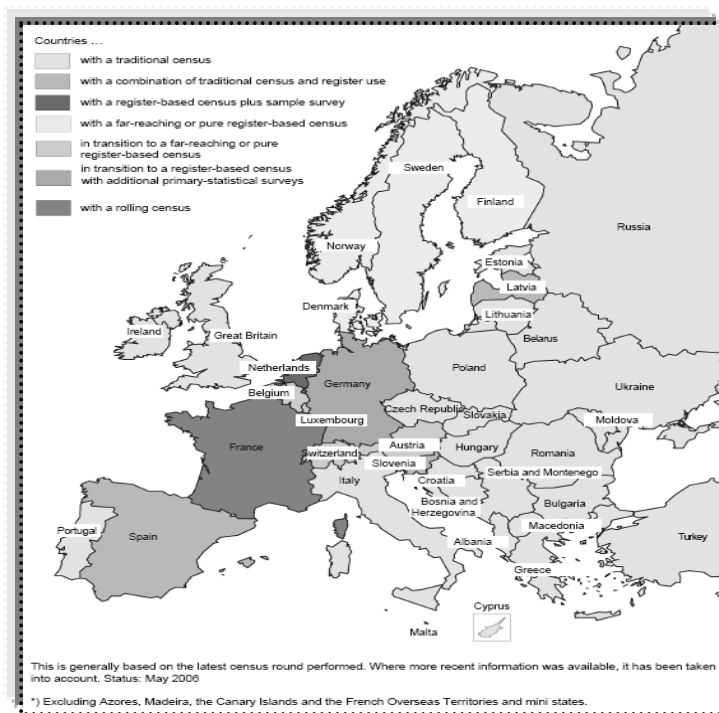 Countries ...
with a traditional census
with a combination of traditional census and register use
with a register-based census plus sample survey
with a far-reaching or pure register-based census
in transition to a far-reaching or pure
register-based census
in transition to a register-based census
with additional primary-statistical surveys
with a rolling census
Sweden
Finland
Russia
Norway
Estonia
Latvia
Denmark
Lithuania
Ireland
Great Britain
Belarus
Netherlands
Poland
Germany
Ukraine
Belgium
Czech Republic
Slovakia
Luxembourg
Moldova
France
Austria
Hungary
Switzerland
Romania
Slovenia
Serbia and Montenego
Italy
Croatia
Bosnia and
Herzegovina
Bulgaria
Portugal
Spain
Macedonia
Albania
Turkey
Greece
Cyprus
Malta
This is generally based on the latest census round performed. Where more recent information was available, it has been taken
into account. Status: May 2006
*) Excluding Azores, Madeira, the Canary Islands and the French Overseas Territories and mini states.